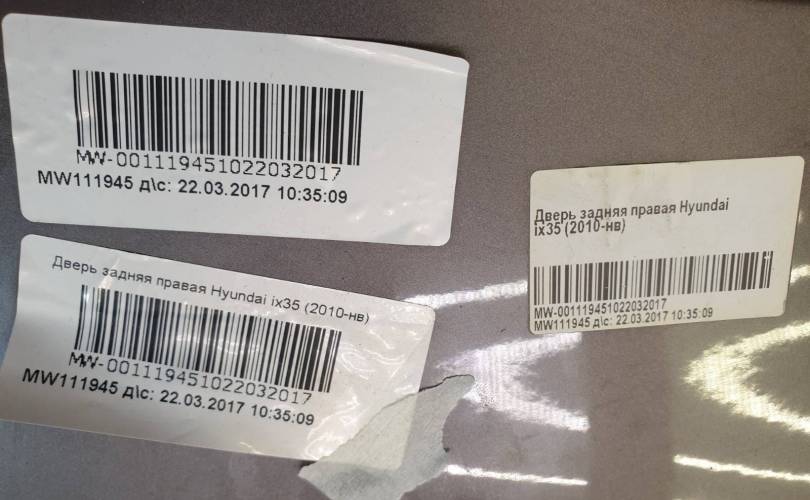 MW-001119451022032017
MW111945 д\с: 22.03.2017 10:35:09
Дверь задняя правая Hyundai ix35 (2010-нв)
MW-001119451022032017
MW111945 д\с: 22.03.2017 10:35:09
Дверь задняя правая Hyundai
ix35 (2010-нв)
MW-001119451022032017
MW111945 д\с: 22.03.2017 10:35:09